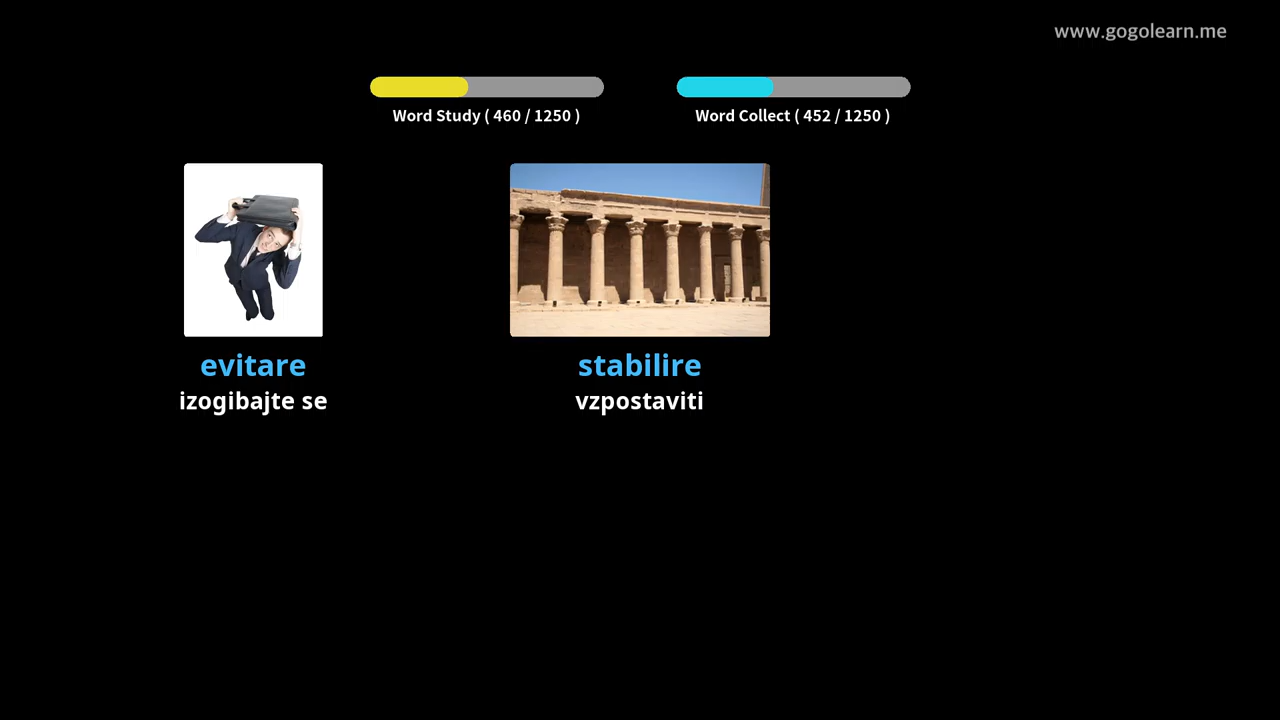 www.gogolearn.me
Word Study ( 460 / 1250 )
Word Collect ( 452 / 1250 )
evitare
izogibajte se
stabilire
vzpostaviti